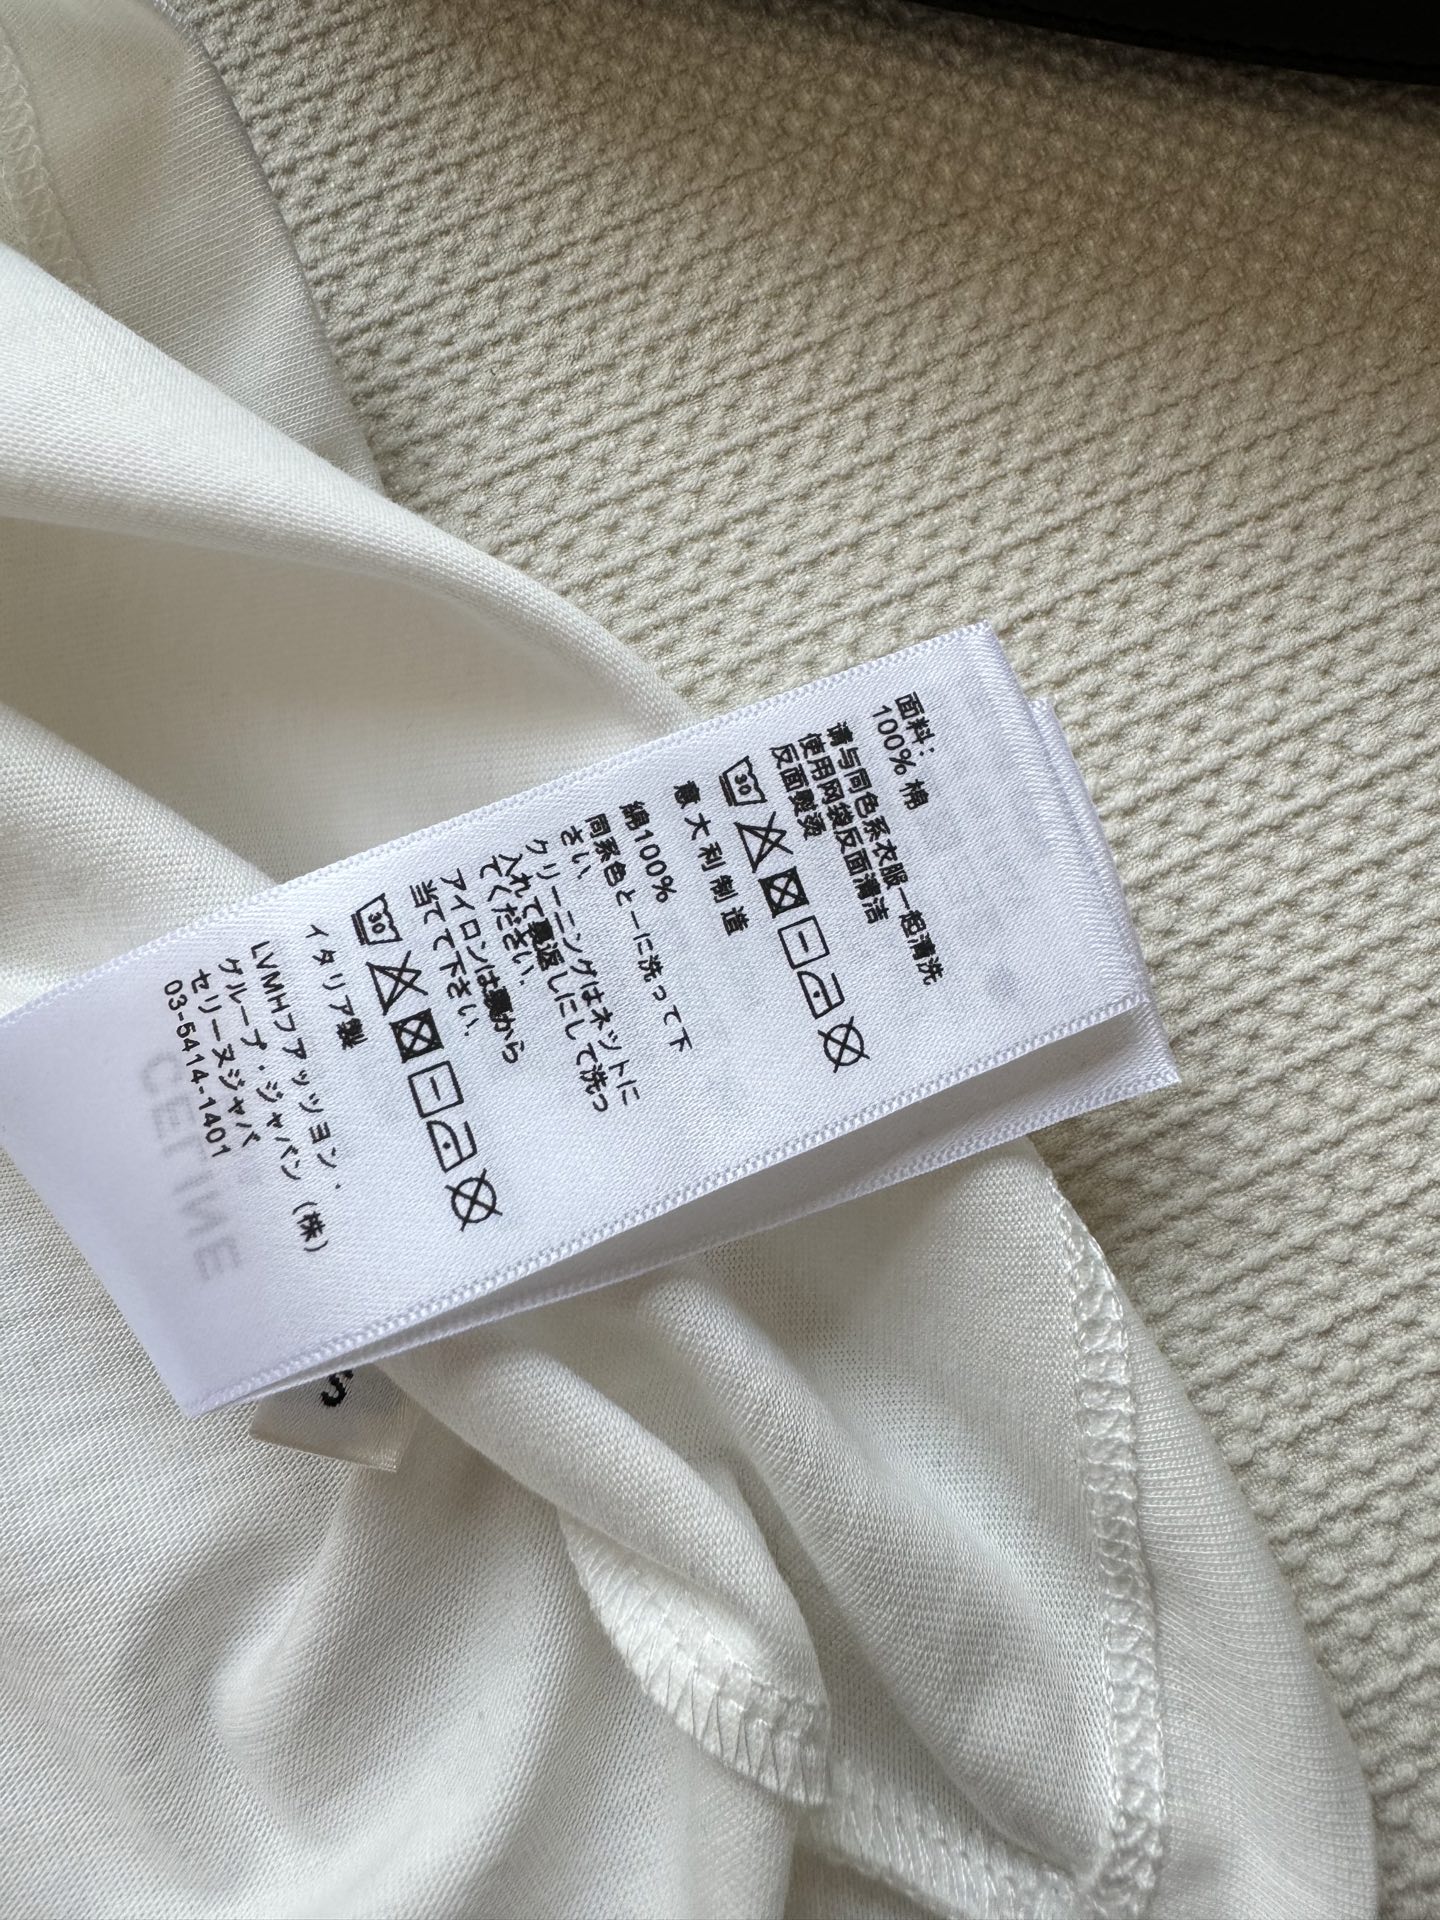 面料：
100% 棉
请与同色系衣服一起清洗
使用网袋反面清洁
反面熨烫
30
意大利制造
綿100%
同系色と一に洗って下
さい.
クリーニングはネットに
入れて裏返しにして洗っ
てください.
アイロンは裏から
当てて下さい.
30
イタリア製
LVMHファッツョン・
グループ・ジャパン（株）
セリーヌジャパ
03-5414-1401
CELINE
S